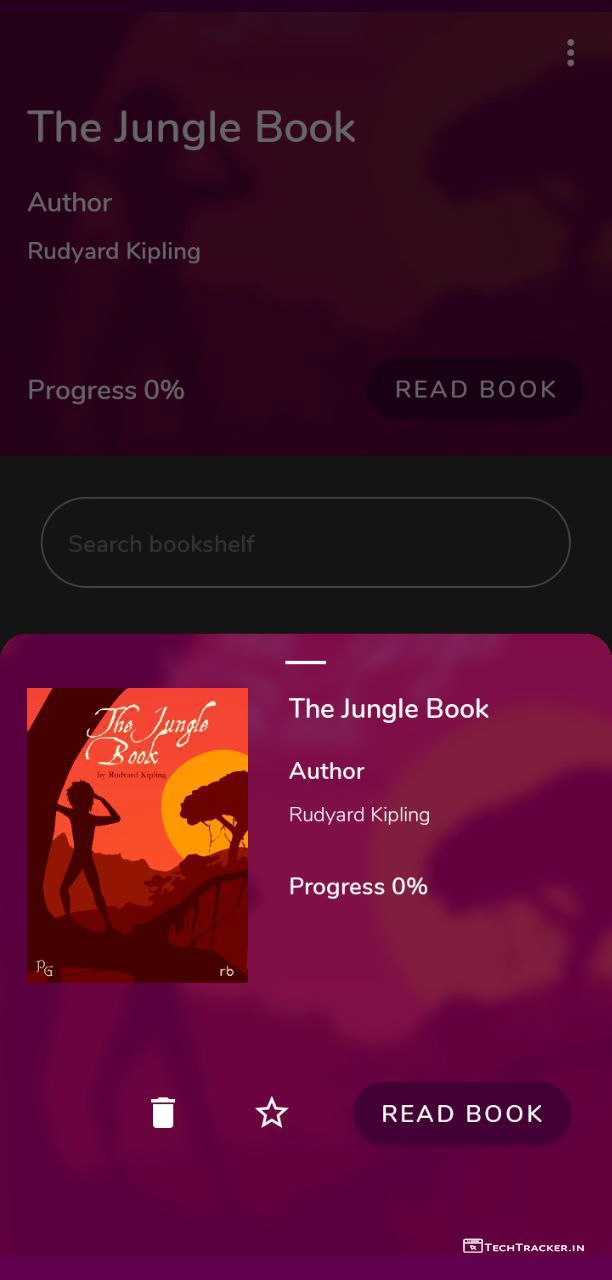 The Jungle Book
Author
Rudyard Kipling
Progress 0%
READ BOOK
Search bookshelf
The Jungle
Book
by Rudyard Kipling
PG
rb
The Jungle Book
Author
Rudyard Kipling
Progress 0%
READ BOOK
TECHTRACKER.IN